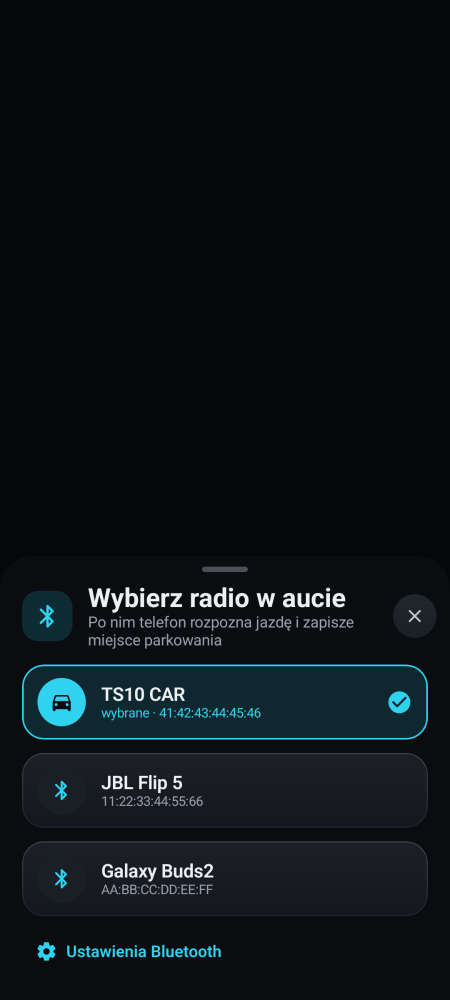 Wybierz radio w aucie
Po nim telefon rozpozna jazdę i zapisze
miejsce parkowania
TS10 CAR
wybrane · 41:42:43:44:45:46
JBL Flip 5
11:22:33:44:55:66
Galaxy Buds2
AA:BB:CC:DD:EE:FF
Ustawienia Bluetooth